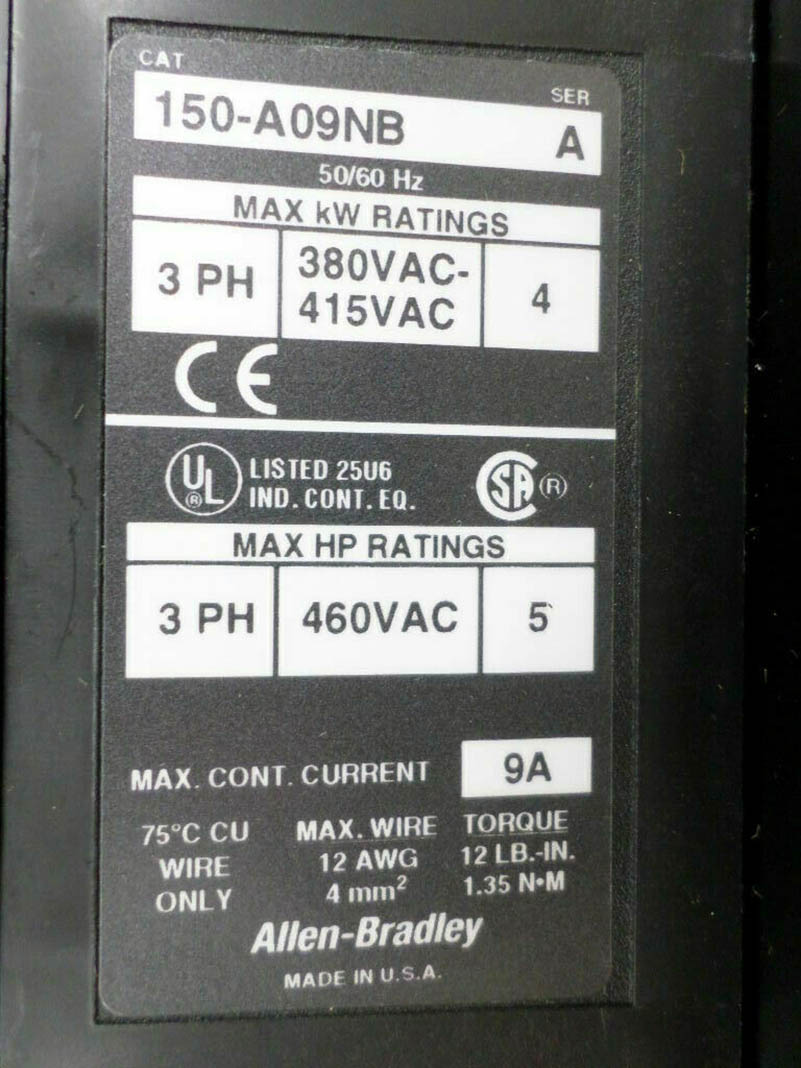 CAT
SER
150-A09NB A
50/60 Hz
MAX kW RATINGS
3 PH 380VAC-415VAC 4
CE
UL® LISTED 25U6
IND. CONT. EQ.
SA ®
MAX HP RATINGS
3 PH 460VAC 5
MAX. CONT. CURRENT 9A
75°C CU WIRE ONLY
MAX. WIRE
12 AWG
4 mm²
TORQUE
12 LB.-IN.
1.35 N•M
Allen-Bradley
MADE IN U.S.A.